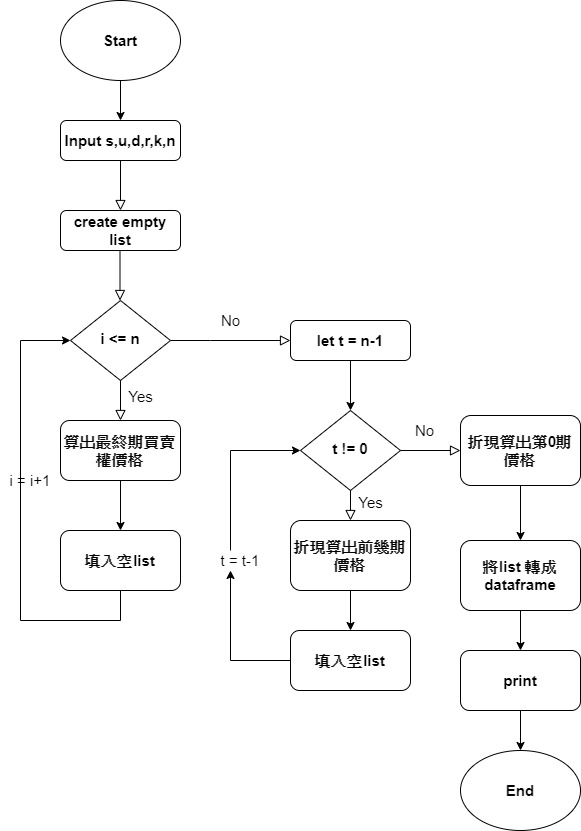 Start
Input s,u,d,r,k,n
create empty
list
i <= n
Yes
算出最終期買賣
權價格
填入空list
i = i+1
No
let t = n-1
t != 0
Yes
折現算出前幾期
價格
填入空list
t = t-1
No
折現算出第0期
價格
將list 轉成
dataframe
print
End